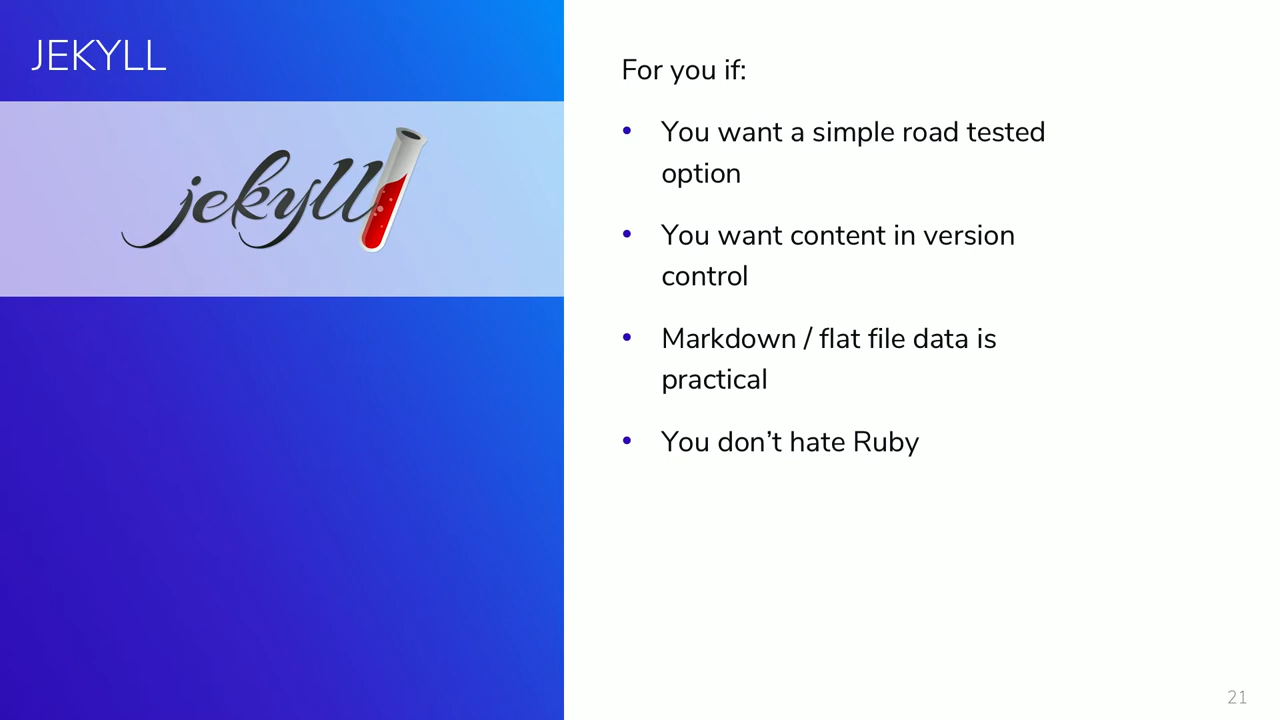 JEKYLL
jekyll
For you if:
• You want a simple road tested
option
• You want content in version
control
• Markdown / flat file data is
practical
• You don’t hate Ruby
21